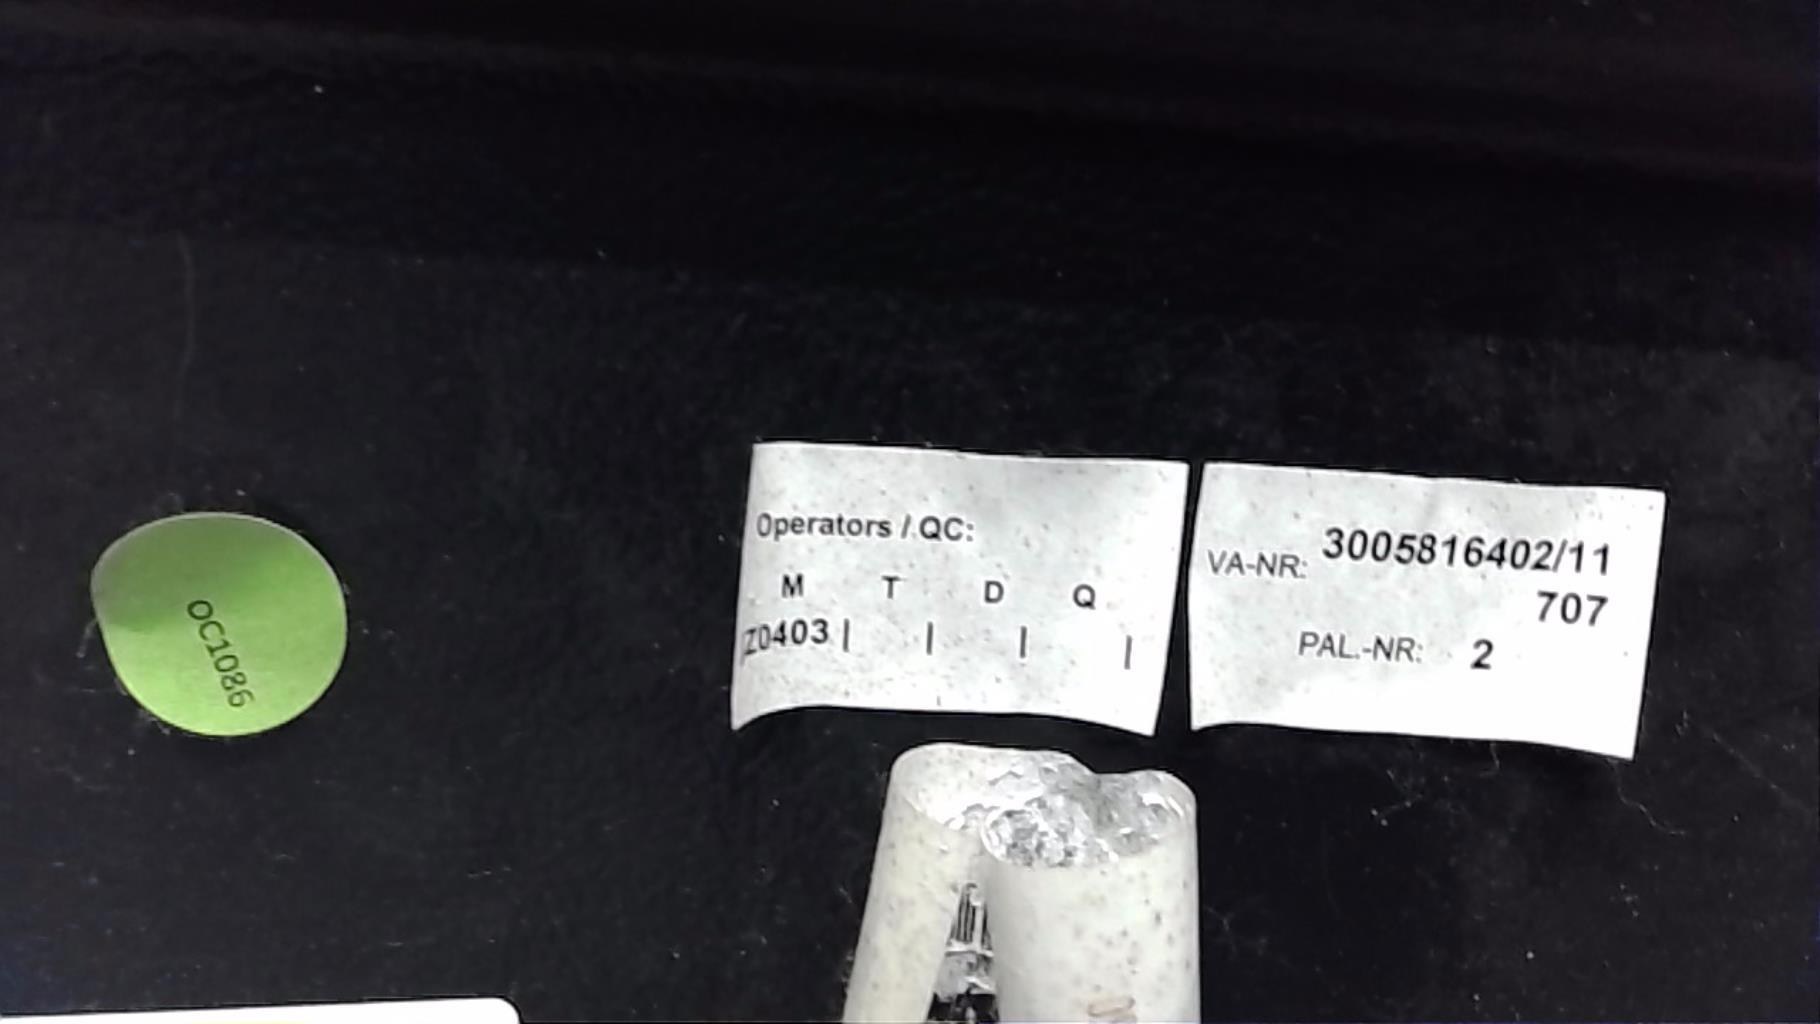 OC1086
Operators / QC:
M T D Q
Z0403 | | | |
VA-NR: 3005816402/11
707
PAL.-NR: 2